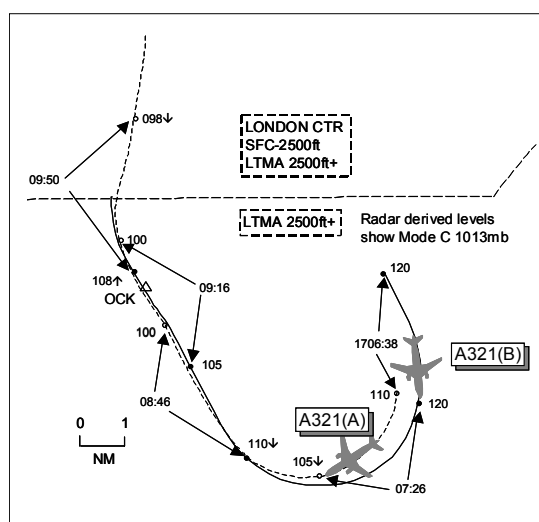 098↓
LONDON CTR
SFC-2500ft
LTMA 2500ft+
09:50
LTMA 2500ft+
Radar derived levels
show Mode C 1013mb
100
120
108↑
OCK
09:16
100
1706:38
A321(B)
105
110
120
08:46
A321(A)
0 1
NM
110↓
105↓
07:26